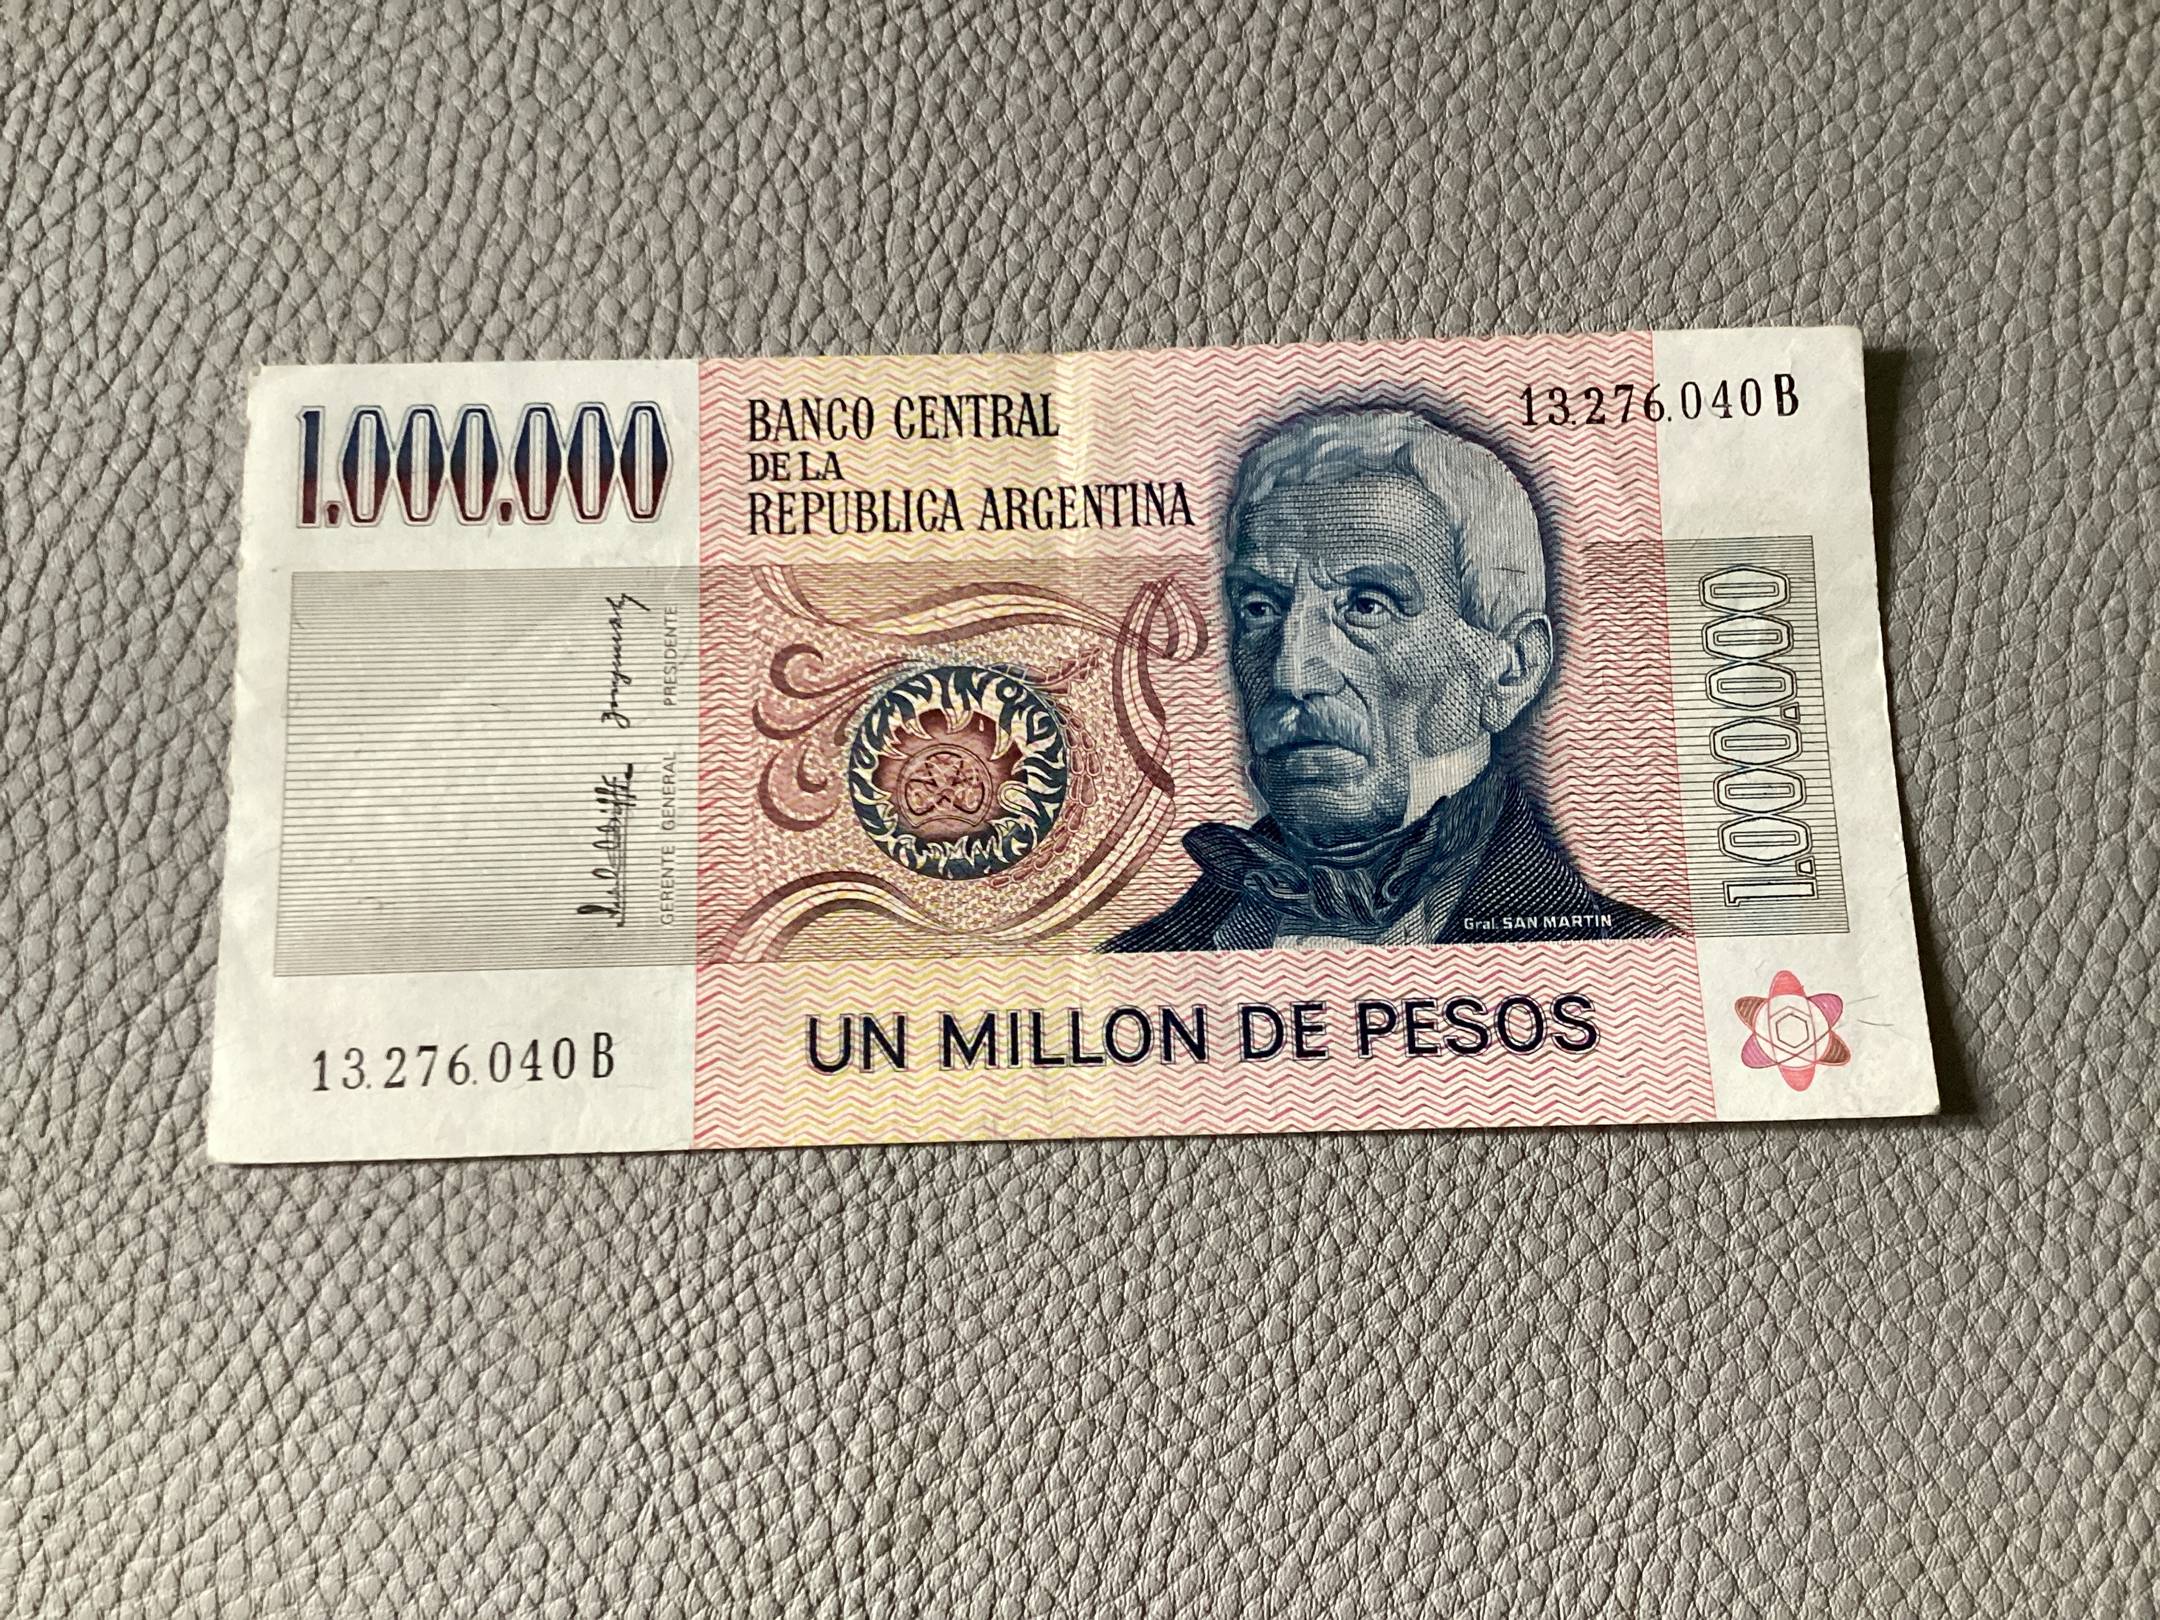 1.000.000
BANCO CENTRAL
DE LA
REPUBLICA ARGENTINA
13.276.040 B
GERENTE GENERAL
PRESIDENTE
Gral. SAN MARTIN
1.000.000
13.276.040 B
UN MILLON DE PESOS